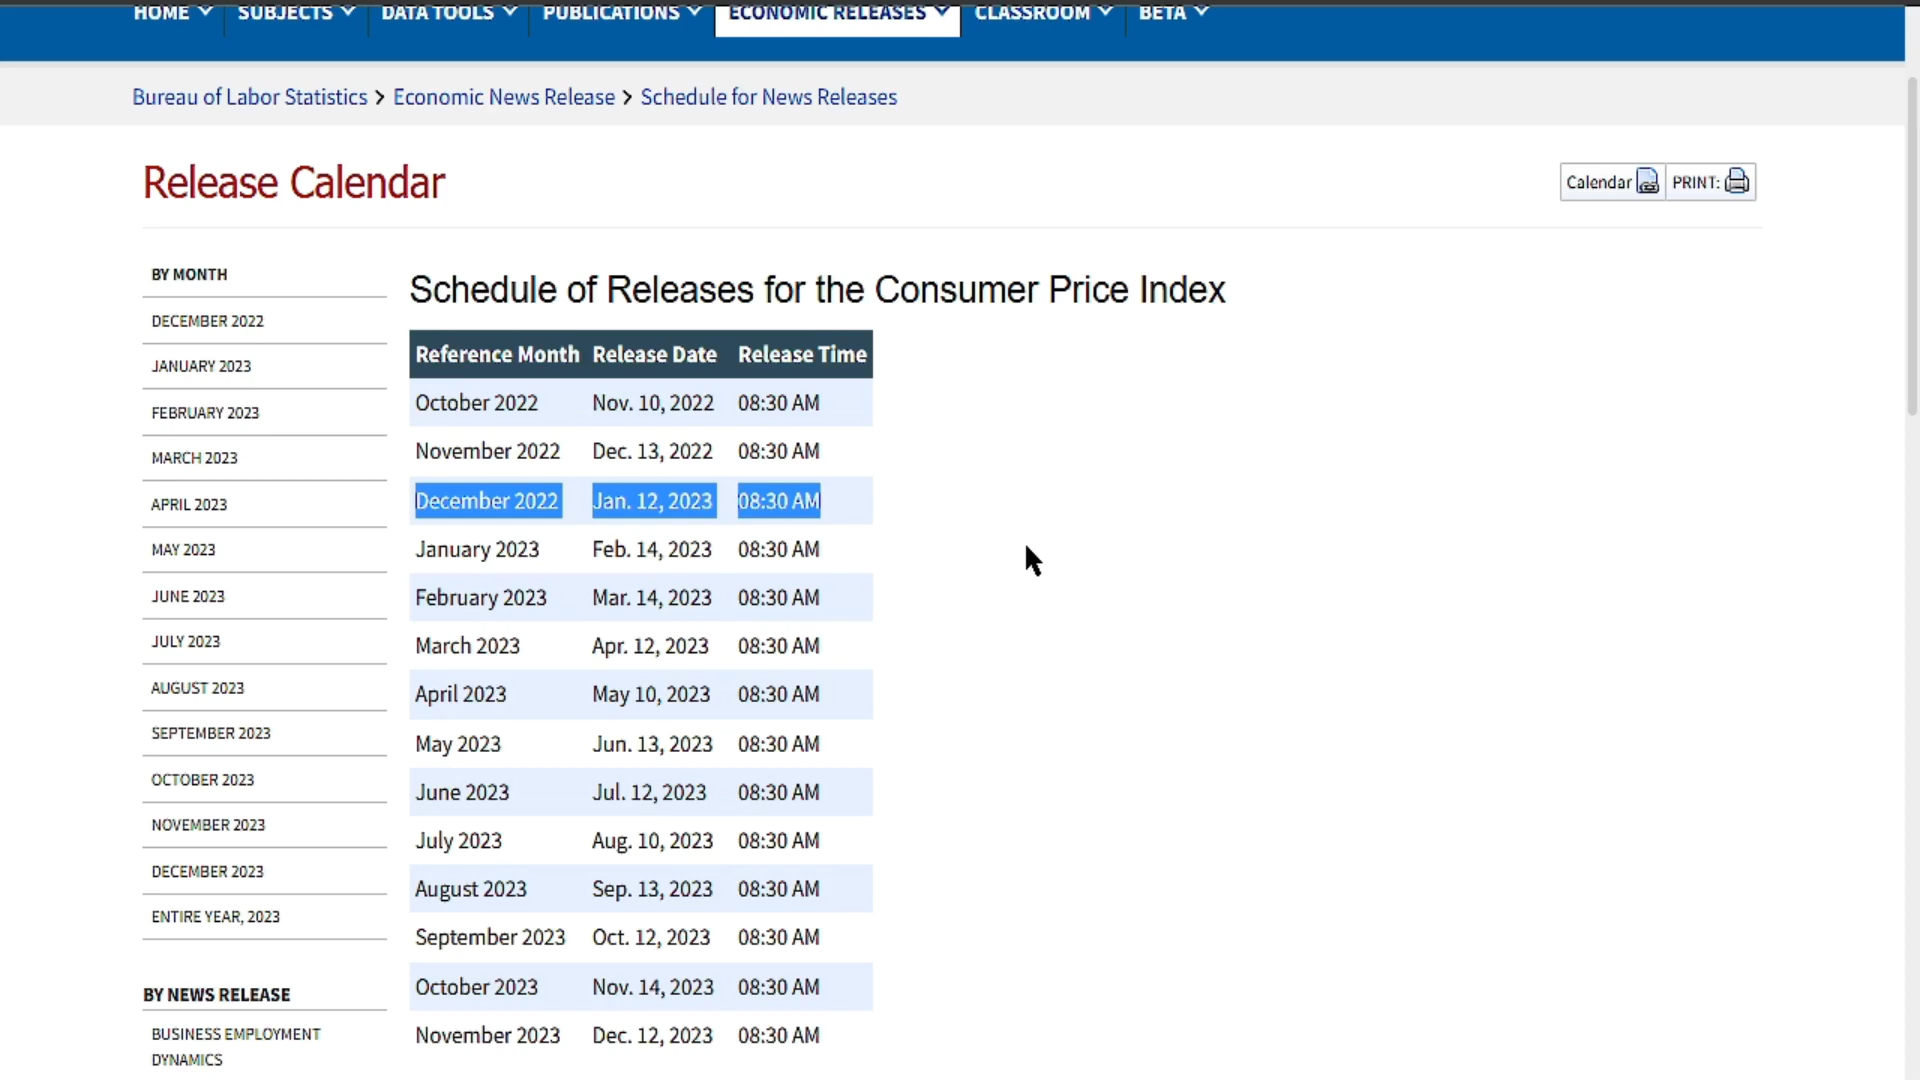 HOME SUBJECTS DATA TOOLS PUBLICATIONS ECONOMIC RELEASES CLASSROOM BETA
Bureau of Labor Statistics > Economic News Release > Schedule for News Releases
Release Calendar
Calendar PRINT:
BY MONTH
DECEMBER 2022
JANUARY 2023
FEBRUARY 2023
MARCH 2023
APRIL 2023
MAY 2023
JUNE 2023
JULY 2023
AUGUST 2023
SEPTEMBER 2023
OCTOBER 2023
NOVEMBER 2023
DECEMBER 2023
ENTIRE YEAR, 2023
BY NEWS RELEASE
BUSINESS EMPLOYMENT
DYNAMICS
Schedule of Releases for the Consumer Price Index
Reference Month Release Date Release Time
October 2022 Nov. 10, 2022 08:30 AM
November 2022 Dec. 13, 2022 08:30 AM
December 2022 Jan. 12, 2023 08:30 AM
January 2023 Feb. 14, 2023 08:30 AM
February 2023 Mar. 14, 2023 08:30 AM
March 2023 Apr. 12, 2023 08:30 AM
April 2023 May 10, 2023 08:30 AM
May 2023 Jun. 13, 2023 08:30 AM
June 2023 Jul. 12, 2023 08:30 AM
July 2023 Aug. 10, 2023 08:30 AM
August 2023 Sep. 13, 2023 08:30 AM
September 2023 Oct. 12, 2023 08:30 AM
October 2023 Nov. 14, 2023 08:30 AM
November 2023 Dec. 12, 2023 08:30 AM